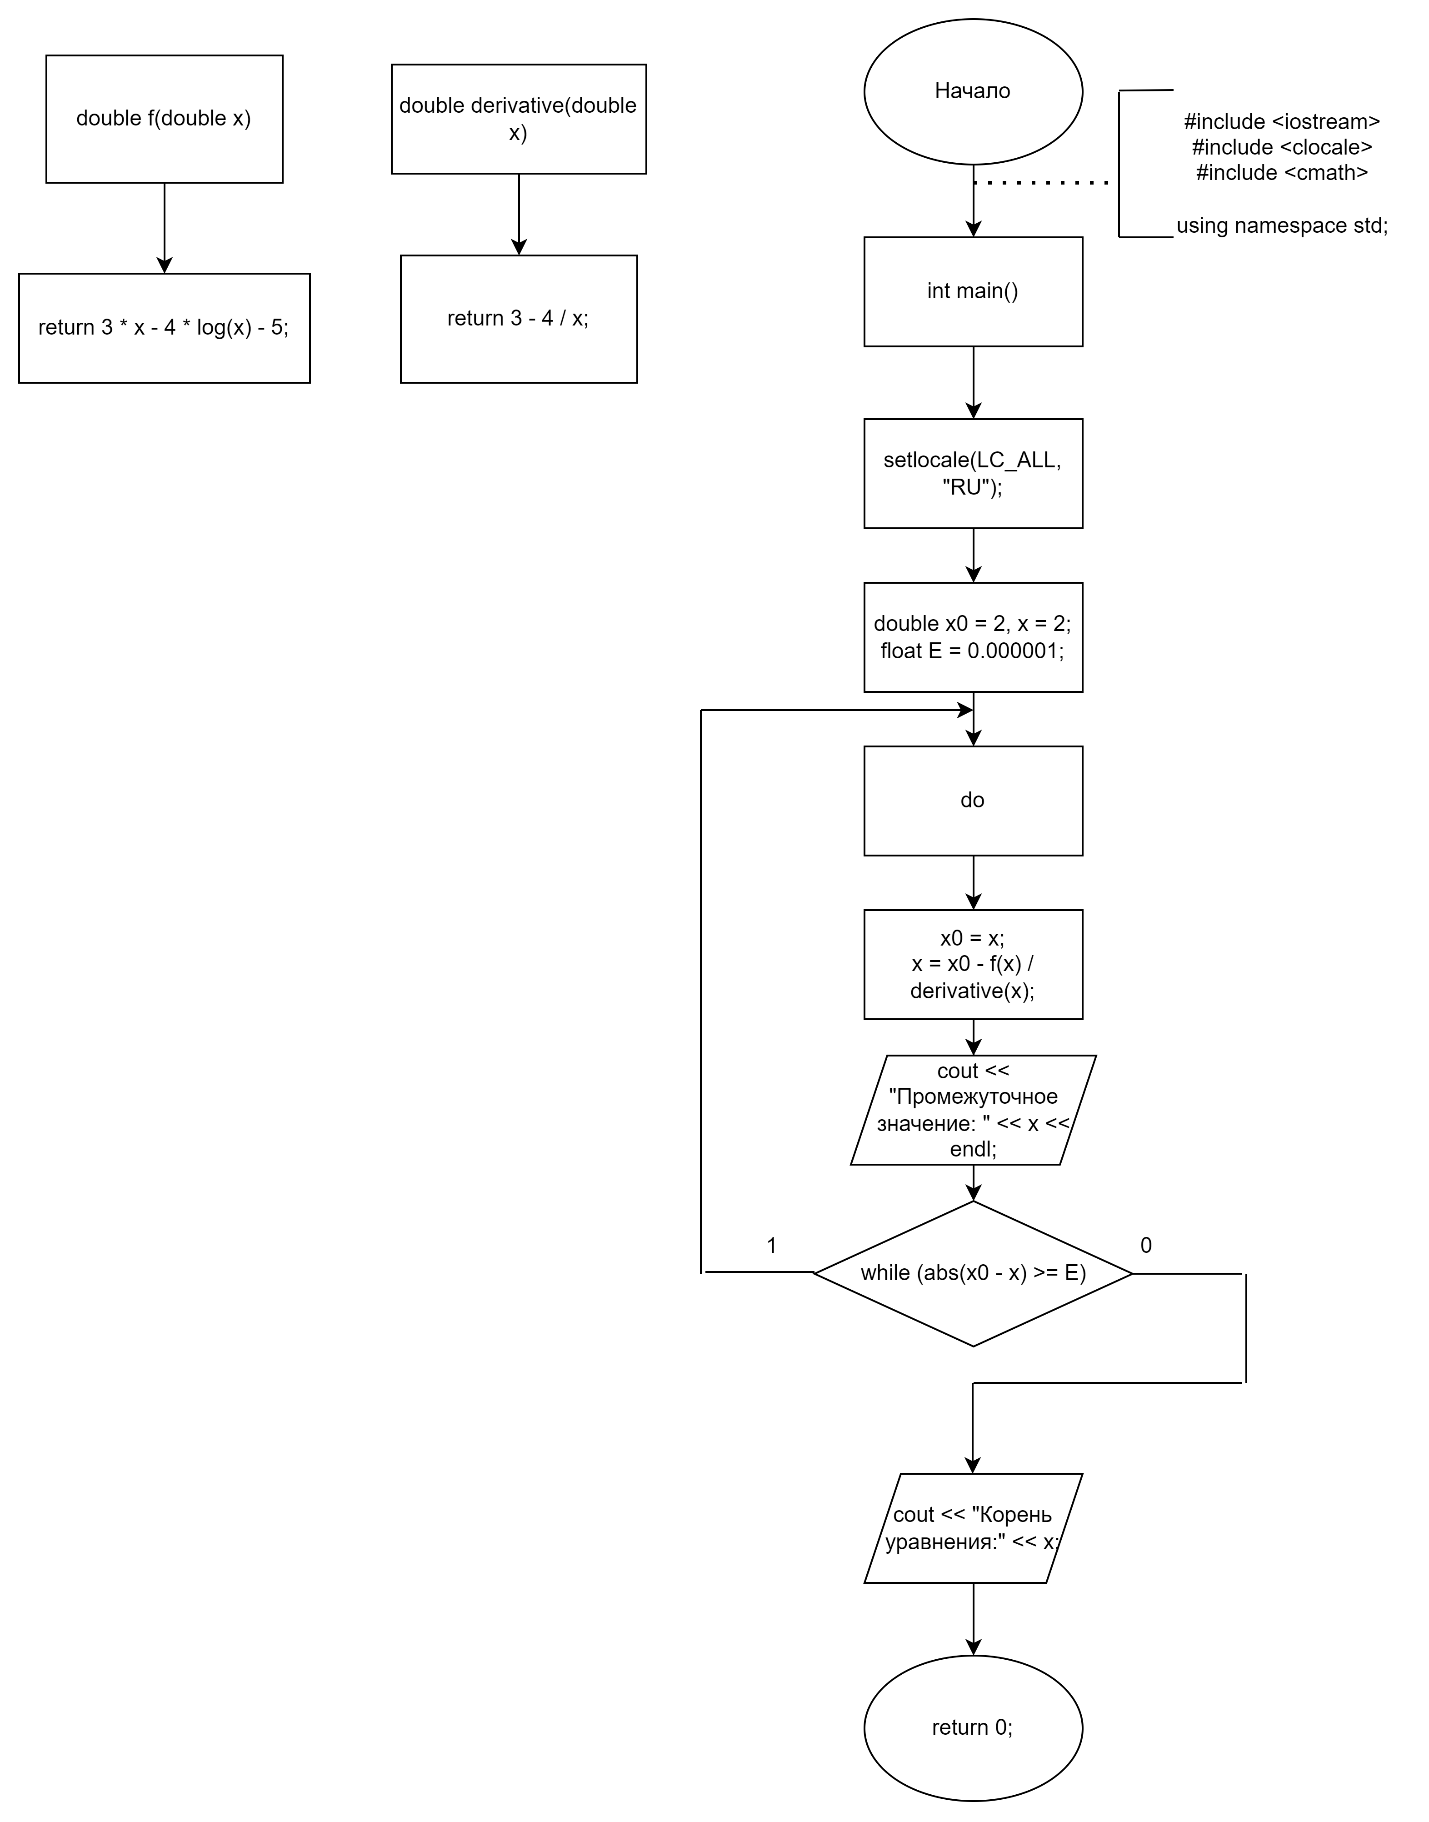 double f(double x)
return 3 * x - 4 * log(x) - 5;
double derivative(double
x)
return 3 - 4 / x;
Начало
#include <iostream>
#include <clocale>
#include <cmath>
using namespace std;
int main()
setlocale(LC_ALL,
"RU");
double x0 = 2, x = 2;
float E = 0.000001;
do
x0 = x;
x = x0 - f(x) /
derivative(x);
cout <<
"Промежуточное
значение: " << x <<
endl;
1
0
while (abs(x0 - x) >= E)
cout << "Корень
уравнения:" << x;
return 0;